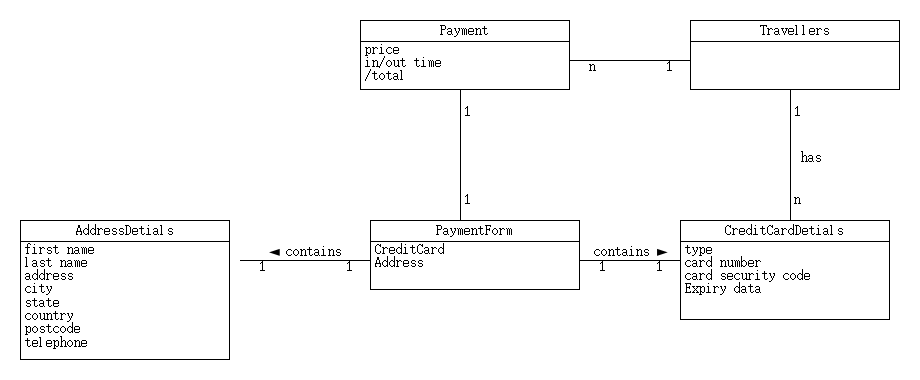 Payment
price
in/out time
/total
Travellers
n
1
1
1
has
1
n
AddressDetials
first name
last name
address
city
state
country
postcode
telephone
◄ contains
1
1
PaymentForm
CreditCard
Address
contains ►
1
1
CreditCardDetials
type
card number
card security code
Expiry data